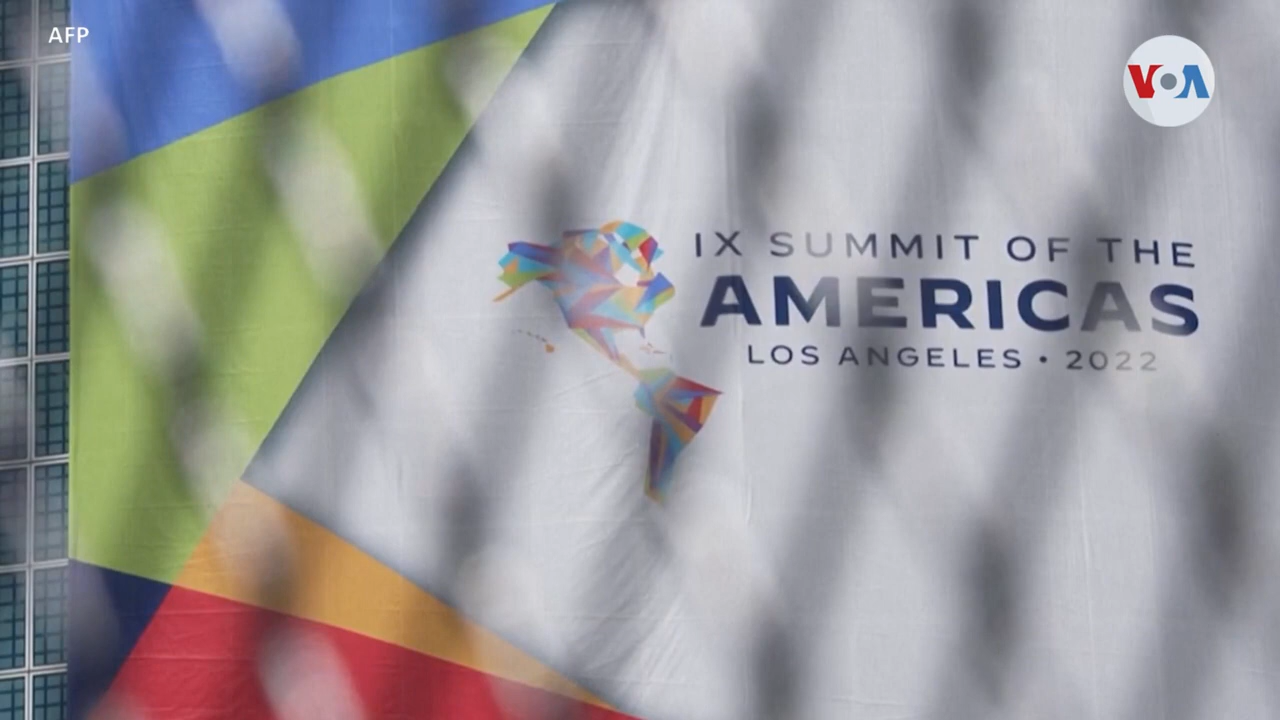 AFP
VOA
IX SUMMIT OF THE
AMERICAS
LOS ANGELES • 2022